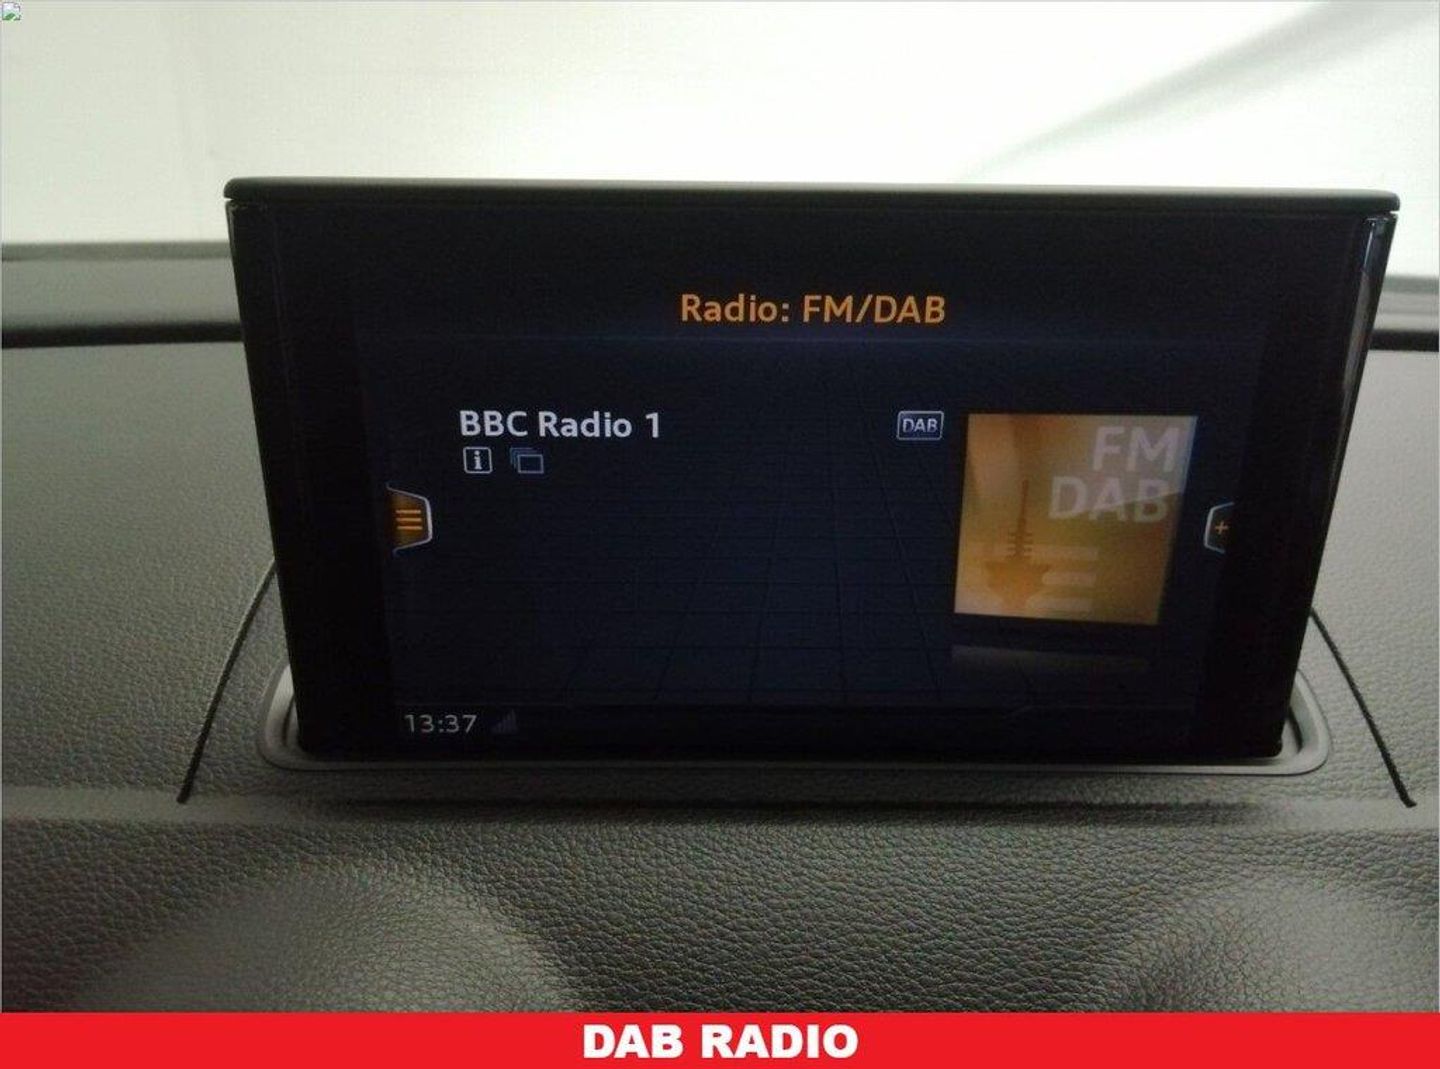 Radio: FM/DAB
BBC Radio 1
DAB
FM
DAB
13:37
DAB RADIO